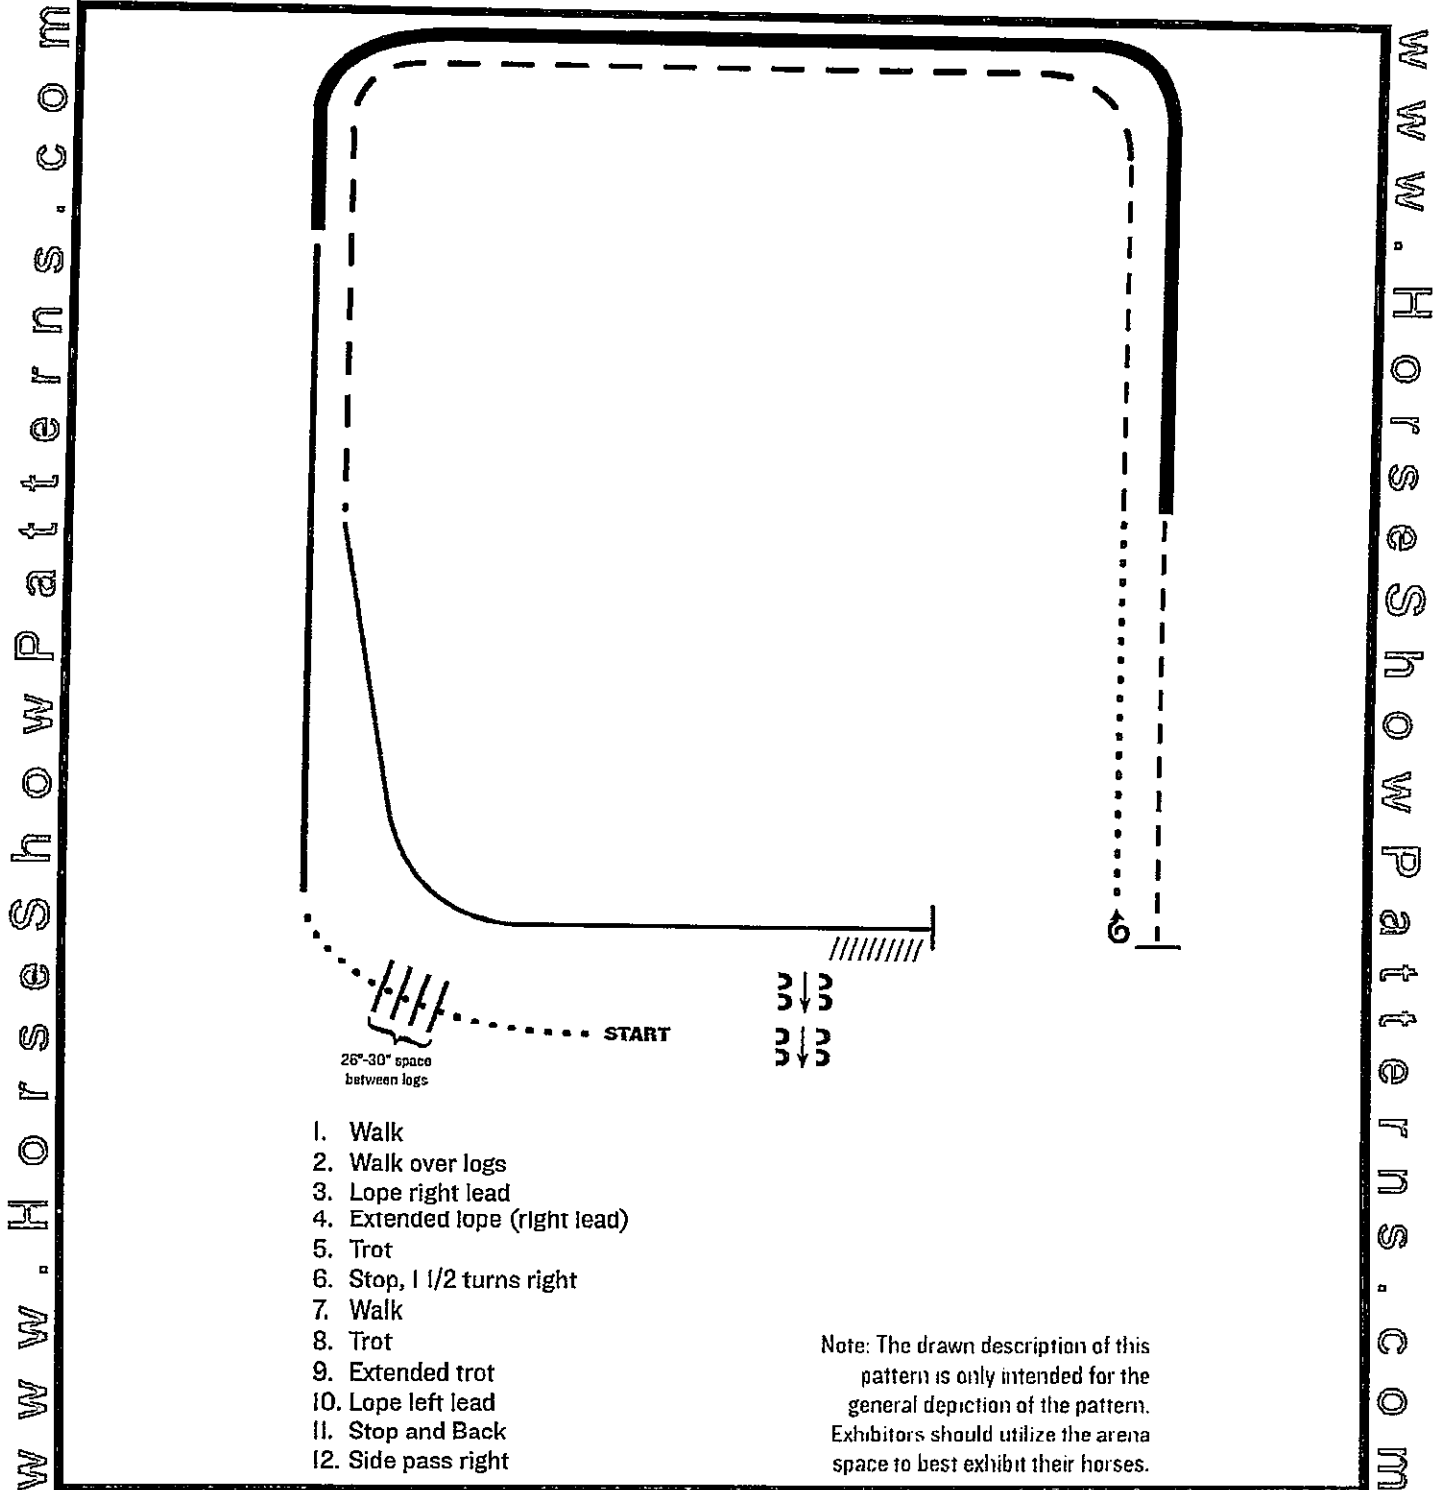 www.HorseShowPatterns.com
www.HorseShowPatterns.com
START
26"-30" space
between logs
1. Walk
2. Walk over logs
3. Lope right lead
4. Extended lope (right lead)
5. Trot
6. Stop, 1 1/2 turns right
7. Walk
8. Trot
9. Extended trot
10. Lope left lead
11. Stop and Back
12. Side pass right
Note: The drawn description of this
pattern is only intended for the
general depiction of the pattern.
Exhibitors should utilize the arena
space to best exhibit their horses.